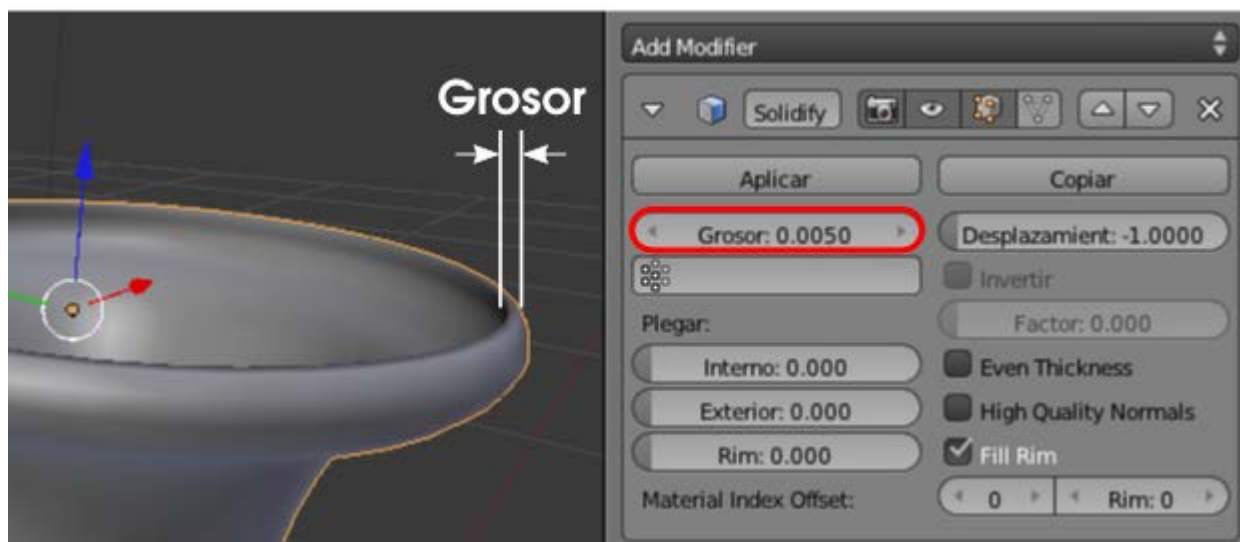 Grosor
Add Modifier
Solidify
Aplicar
Copiar
Grosor: 0.0050
Desplazamient: -1.0000
Invertir
Plegar:
Factor: 0.000
Interno: 0.000
Even Thickness
Exterior: 0.000
High Quality Normals
Rim: 0.000
Fill Rim
Material Index Offset:
0
Rim: 0